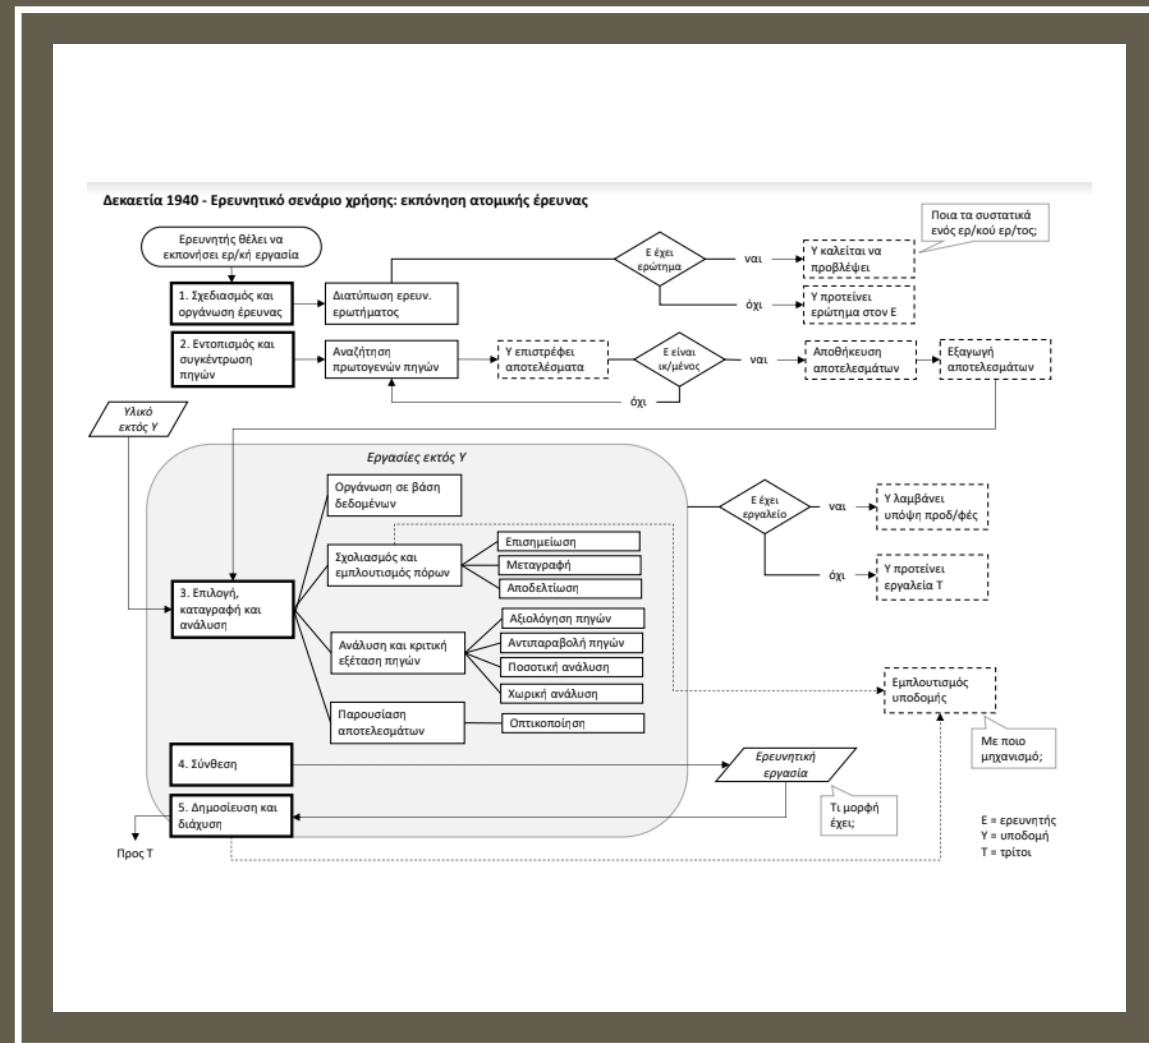 Δεκαετία 1940 - Ερευνητικό σενάριο χρήσης: εκπόνηση ατομικής έρευνας
Ερευνητής θέλει να
εκπονήσει ερ/κή εργασία
1. Σχεδιασμός και
οργάνωση έρευνας
Διατύπωση ερευν.
ερωτήματος
Ε έχει
ερώτημα
ναι
Υ καλείται να
προβλέψει
Ποια τα συστατικά
ενός ερ/κού ερ/τος;
όχι
Υ προτείνει
ερώτημα στον Ε
2. Εντοπισμός και
συγκέντρωση
πηγών
Αναζήτηση
πρωτογενών πηγών
Υ επιστρέφει
αποτελέσματα
Ε είναι
ικ/μένος
ναι
Αποθήκευση
αποτελεσμάτων
Εξαγωγή
αποτελεσμάτων
όχι
Υλικό
εκτός Υ
Εργασίες εκτός Υ
Οργάνωση σε βάση
δεδομένων
Σχολιασμός και
εμπλουτισμός πόρων
Επισημείωση
Μεταγραφή
Αποδελτίωση
Ε έχει
εργαλείο
ναι
Υ λαμβάνει
υπόψη προδ/φές
όχι
Υ προτείνει
εργαλεία Τ
3. Επιλογή,
καταγραφή και
ανάλυση
Ανάλυση και κριτική
εξέταση πηγών
Αξιολόγηση πηγών
Αντιπαραβολή πηγών
Ποσοτική ανάλυση
Χωρική ανάλυση
Παρουσίαση
αποτελεσμάτων
Οπτικοποίηση
Εμπλουτισμός
υποδομής
Με ποιο
μηχανισμό;
4. Σύνθεση
Ερευνητική
εργασία
Τι μορφή
έχει;
5. Δημοσίευση και
διάχυση
Προς Τ
Ε = ερευνητής
Υ = υποδομή
Τ = τρίτοι